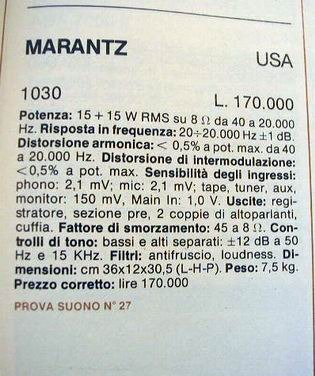 MARANTZ
USA
1030
L. 170.000
Potenza: 15 + 15 W RMS su 8 Ω da 40 a 20.000
Hz. Risposta in frequenza: 20÷20.000 Hz ±1 dB.
Distorsione armonica: < 0,5% a pot. max. da 40
a 20.000 Hz. Distorsione di intermodulazione:
<0,5% a pot. max. Sensibilità degli ingressi:
phono: 2,1 mV; mic: 2,1 mV; tape, tuner, aux,
monitor: 150 mV, Main In: 1,0 V. Uscite: regi-
stratore, sezione pre, 2 coppie di altoparlanti,
cuffia. Fattore di smorzamento: 45 a 8 Ω. Con-
trolli di tono: bassi e alti separati: ±12 dB a 50
Hz e 15 KHz. Filtri: antifruscio, loudness. Di-
mensioni: cm 36x12x30,5 (L-H-P). Peso: 7,5 kg.
Prezzo corretto: lire 170.000
PROVA SUONO N° 27